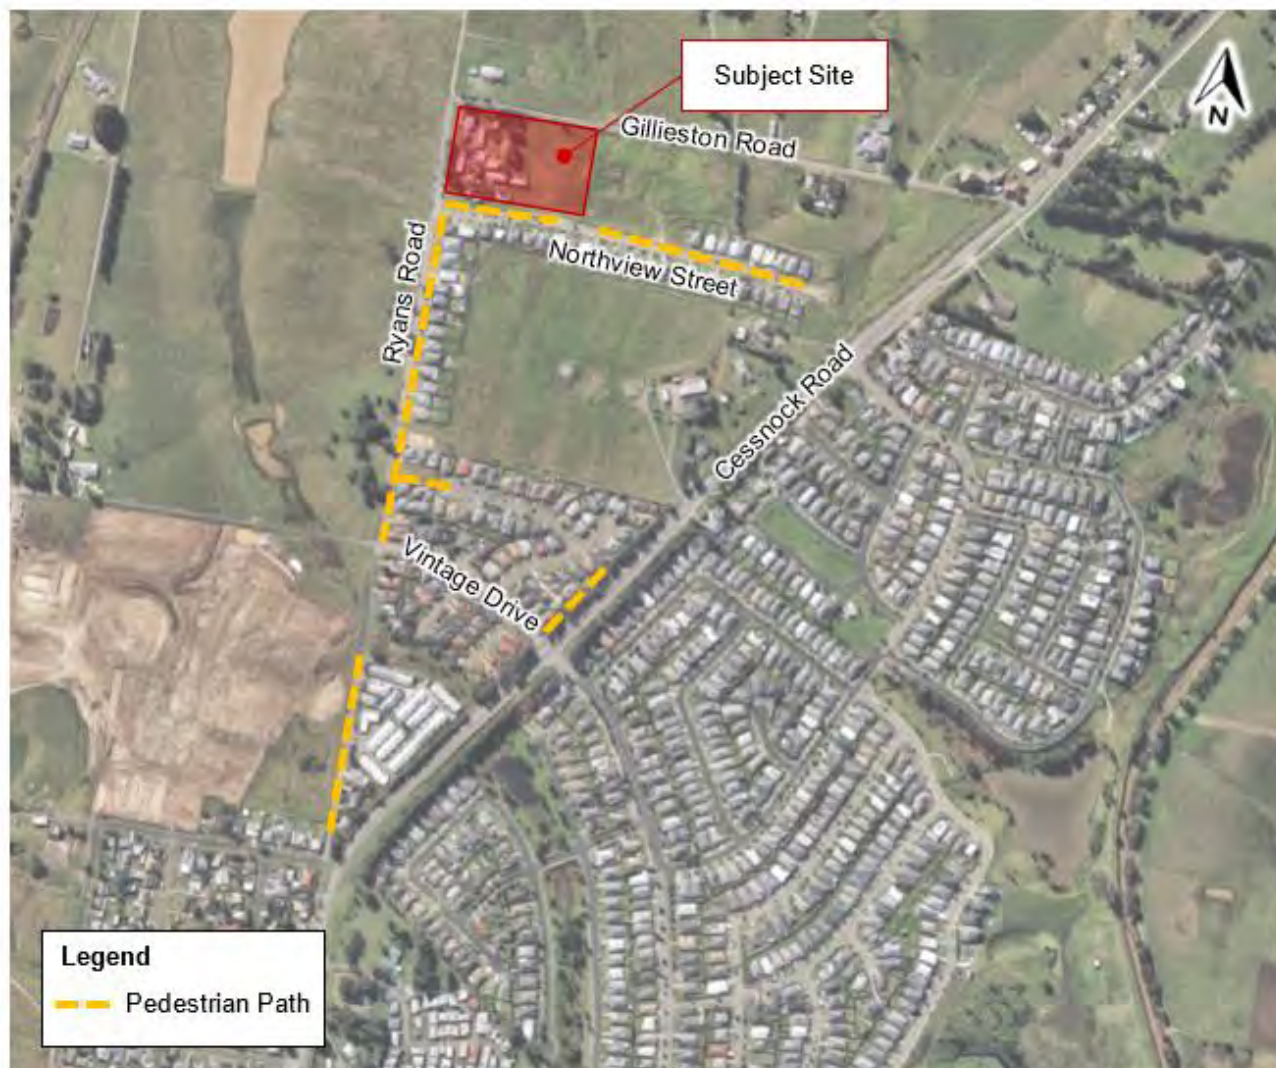 Subject Site
Gillieston Road
N
Northview Street
Ryans Road
Cessnock Road
Vintage Drive
Legend
Pedestrian Path